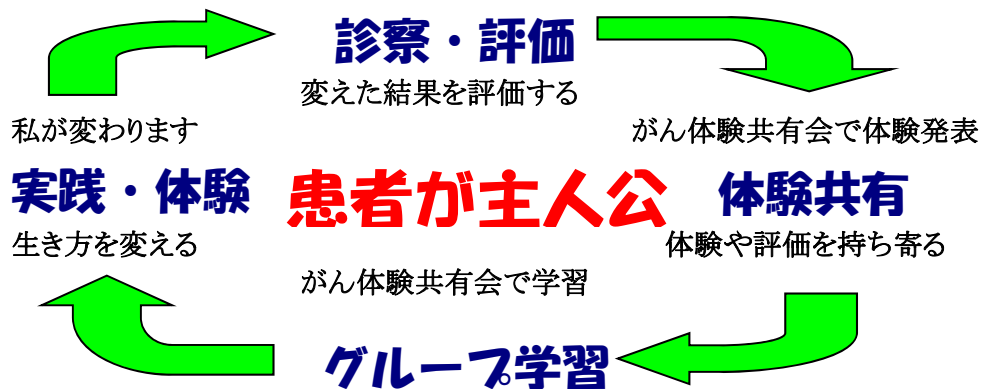 診察・評価
変えた結果を評価する
私が変わります
がん体験共有会で体験発表
実践・体験
患者が主人公
体験共有
生き方を変える
体験や評価を持ち寄る
がん体験共有会で学習
グループ学習